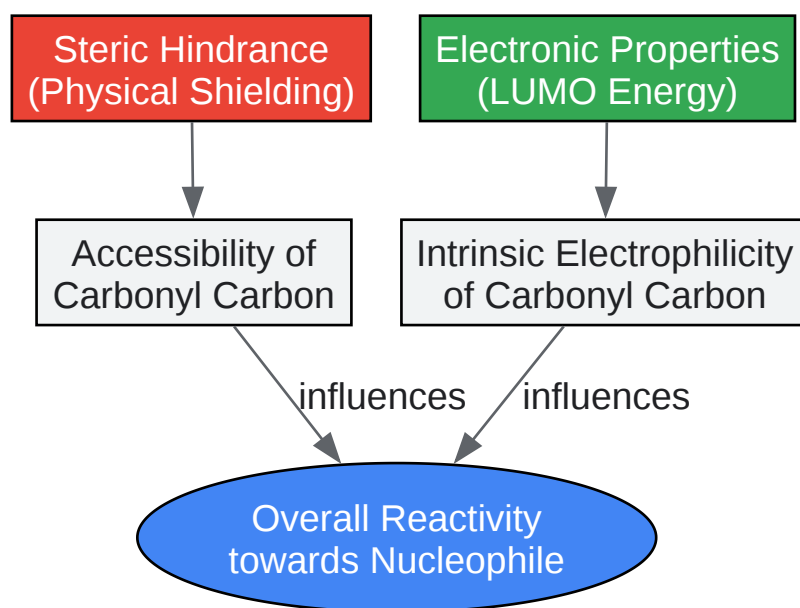 Steric Hindrance
(Physical Shielding)
Electronic Properties
(LUMO Energy)
Accessibility of
Carbonyl Carbon
Intrinsic Electrophilicity
of Carbonyl Carbon
influences
influences
Overall Reactivity
towards Nucleophile